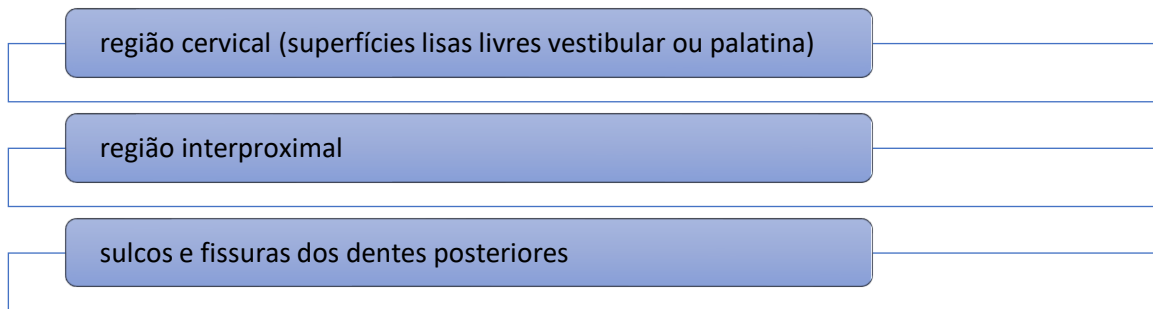 região cervical (superfícies lisas livres vestibular ou palatina)
região interproximal
sulcos e fissuras dos dentes posteriores